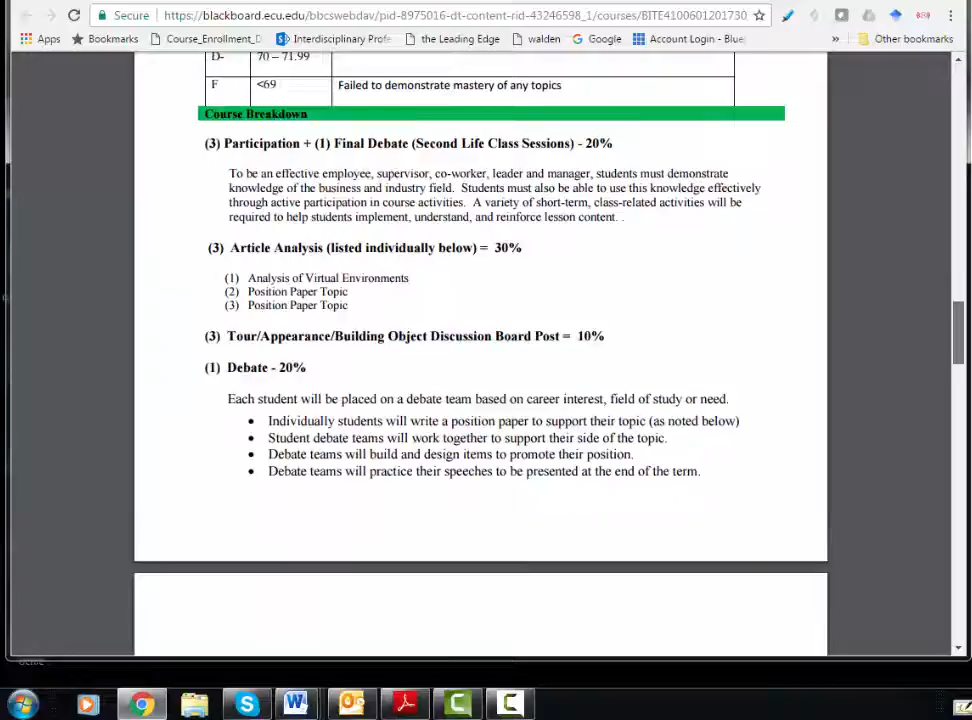 Secure
https://blackboard.ecu.edu/bbcswebdav/pid-8975016-dt-content-rid-43246598_1/courses/BITE4100601201730
Apps
Bookmarks
Course_Enrollment_D
Interdisciplinary Profe
the Leading Edge
walden
Google
Account Login - Blue
»
Other bookmarks
D- 70 – 71.99
F <69 Failed to demonstrate mastery of any topics
Course Breakdown
(3) Participation + (1) Final Debate (Second Life Class Sessions) - 20%
To be an effective employee, supervisor, co-worker, leader and manager, students must demonstrate
knowledge of the business and industry field. Students must also be able to use this knowledge effectively
through active participation in course activities. A variety of short-term, class-related activities will be
required to help students implement, understand, and reinforce lesson content. .
(3) Article Analysis (listed individually below) = 30%
(1) Analysis of Virtual Environments
(2) Position Paper Topic
(3) Position Paper Topic
(3) Tour/Appearance/Building Object Discussion Board Post = 10%
(1) Debate - 20%
Each student will be placed on a debate team based on career interest, field of study or need.
• Individually students will write a position paper to support their topic (as noted below)
• Student debate teams will work together to support their side of the topic.
• Debate teams will build and design items to promote their position.
• Debate teams will practice their speeches to be presented at the end of the term.